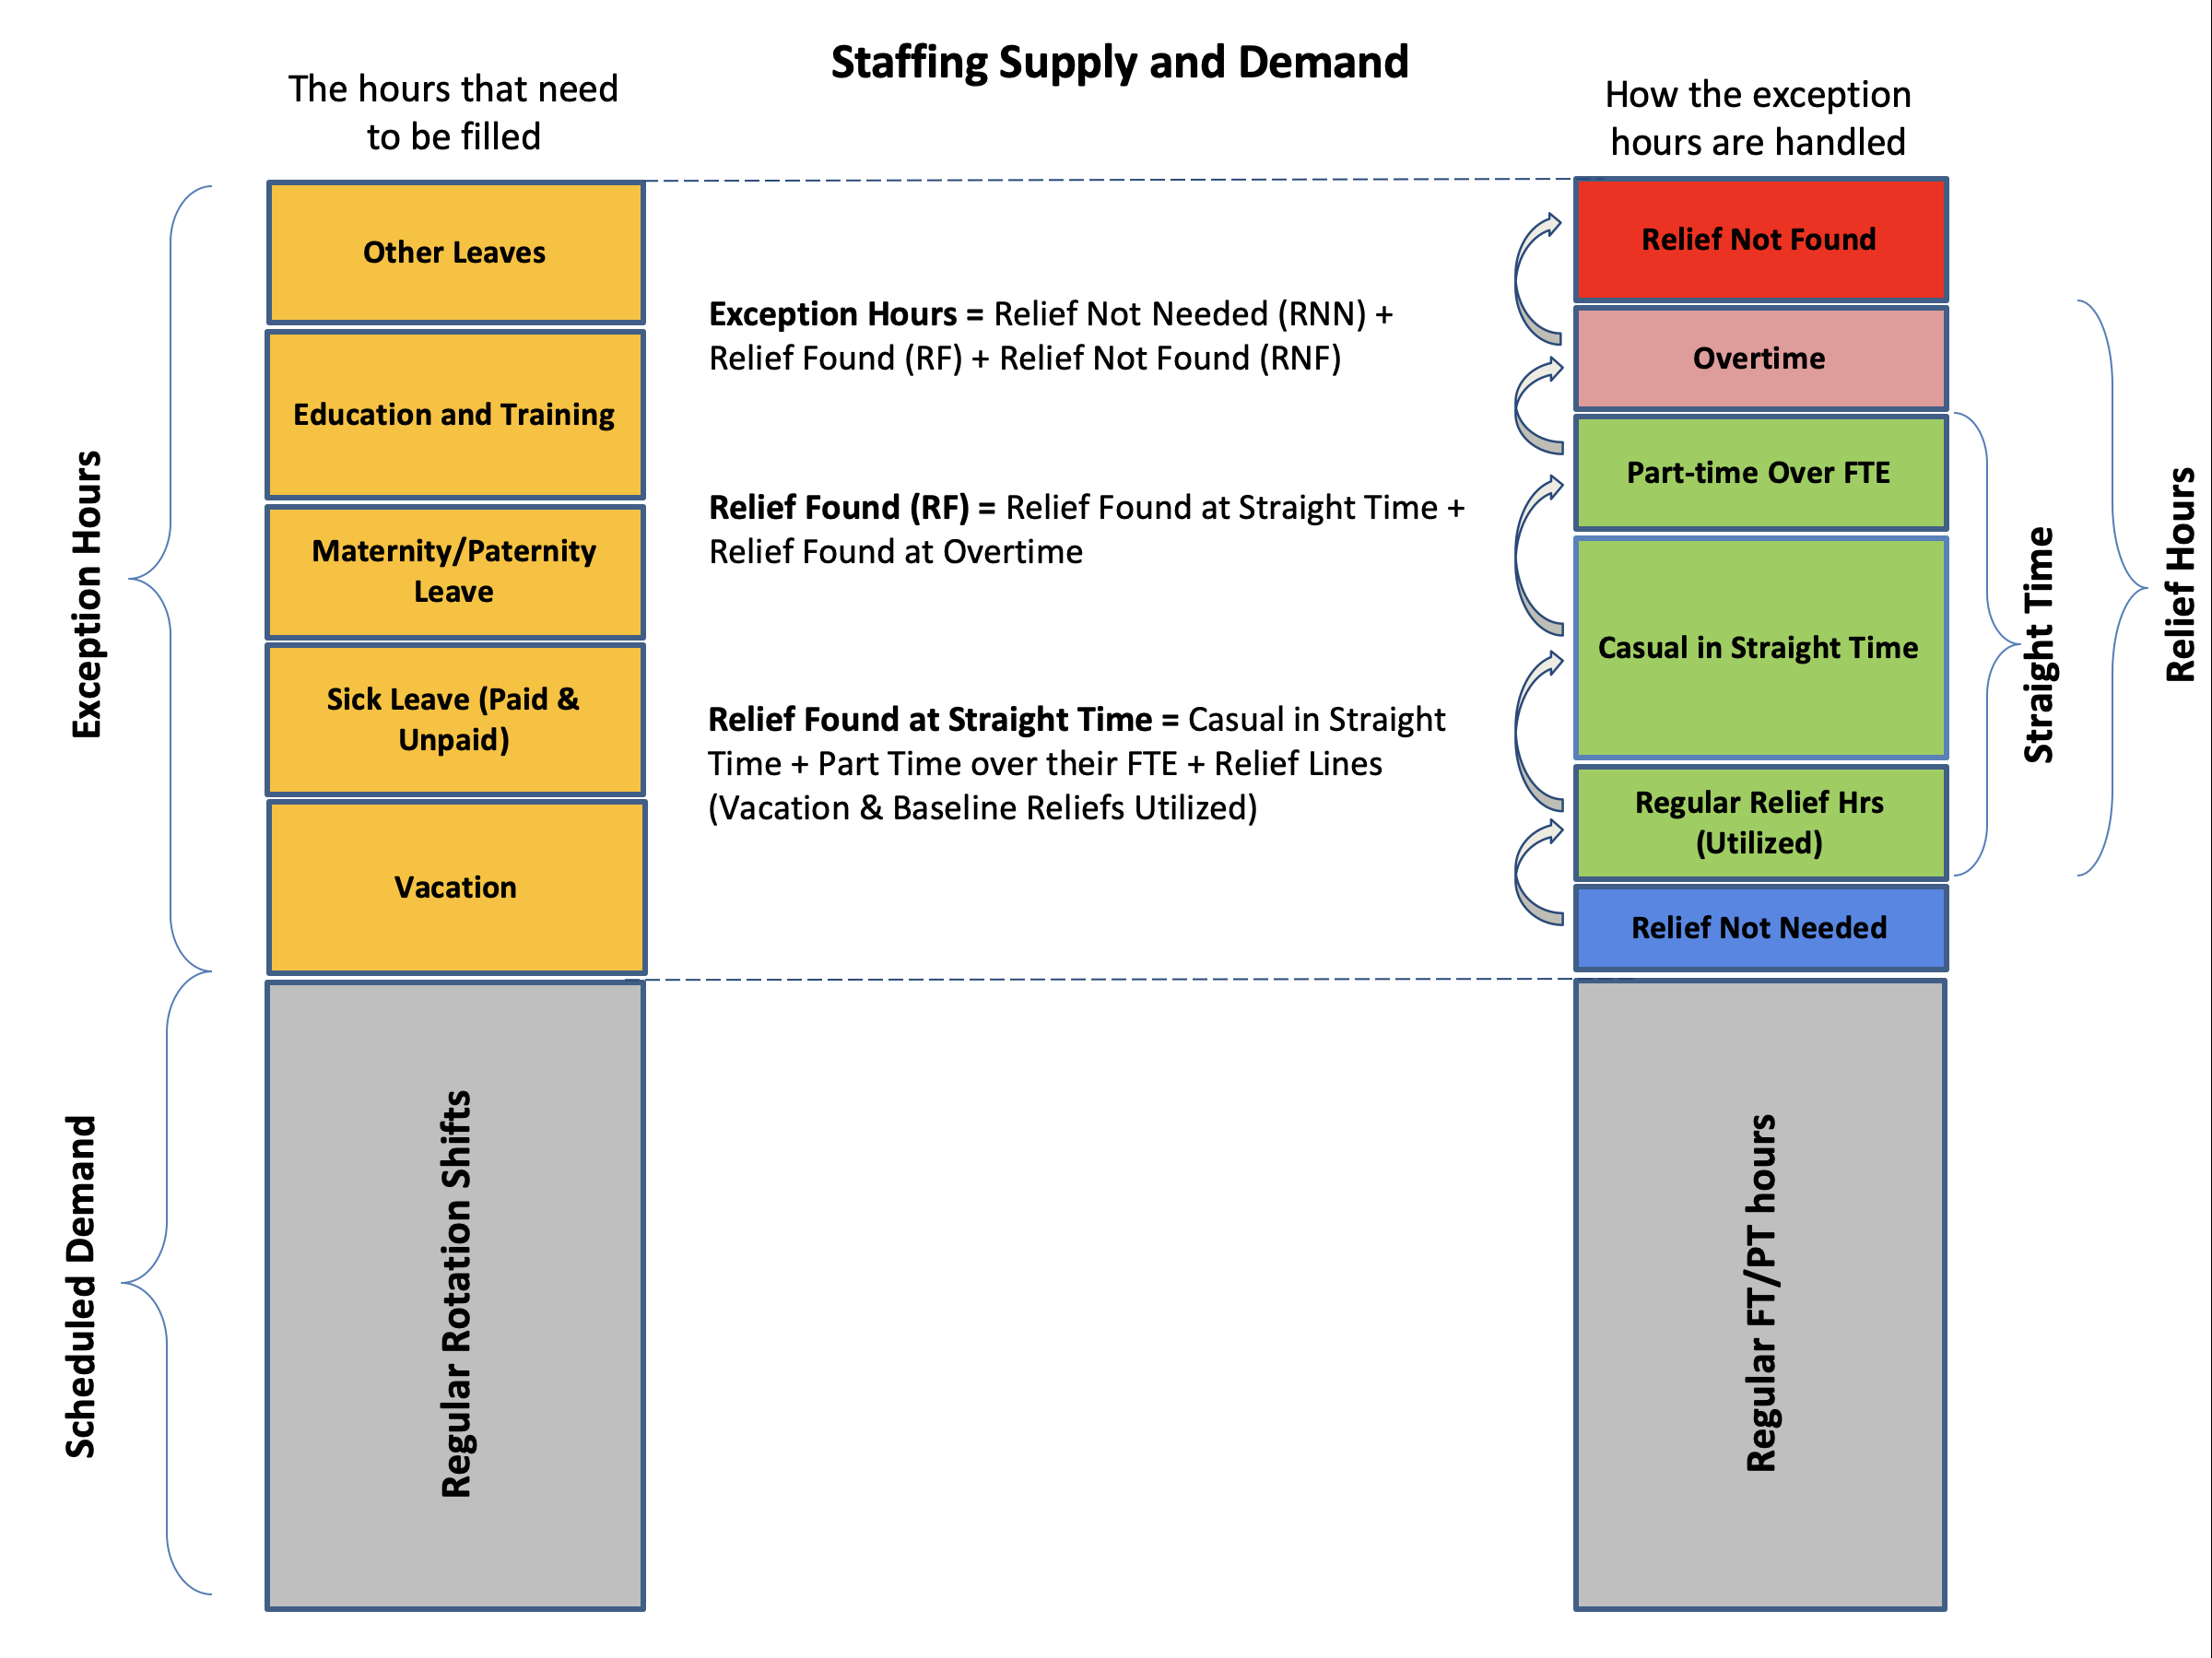 Staffing Supply and Demand
The hours that need
to be filled
How the exception
hours are handled
Exception Hours
Scheduled Demand
Other Leaves
Education and Training
Maternity/Paternity
Leave
Sick Leave (Paid &
Unpaid)
Vacation
Regular Rotation Shifts
Exception Hours = Relief Not Needed (RNN) +
Relief Found (RF) + Relief Not Found (RNF)
Relief Found (RF) = Relief Found at Straight Time +
Relief Found at Overtime
Relief Found at Straight Time = Casual in Straight
Time + Part Time over their FTE + Relief Lines
(Vacation & Baseline Reliefs Utilized)
Relief Not Found
Overtime
Part-time Over FTE
Casual in Straight Time
Regular Relief Hrs
(Utilized)
Relief Not Needed
Regular FT/PT hours
Straight Time
Relief Hours